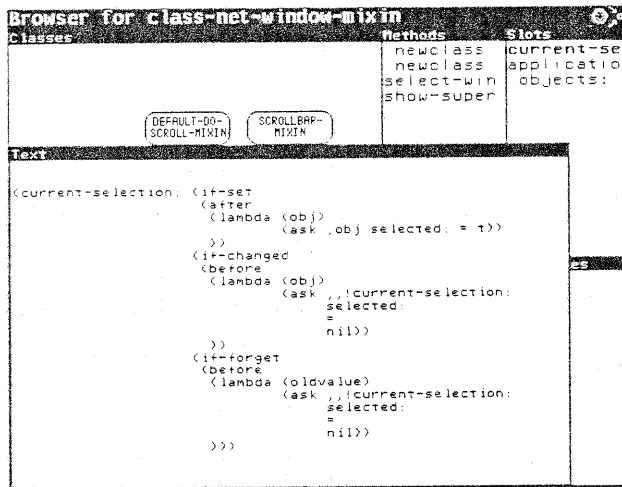 Browser for class-net-window-mixin
Classes
Methods
Slots
newclass
newclass
select-win
show-super
current-se
applicatio
objects:
DEFAULT-DO-
SCROLL-MIXIN
SCROLLBAR-
MIXIN
Text
(current-selection: (if-set
(after
(lambda (obj)
(ask ,obj selected: = t))
))
(if-changed
(before
(lambda (obj)
(ask ,,!current-selection:
selected:
=
nil))
))
(if-forget
(before
(lambda (oldvalue)
(ask ,,!current-selection:
selected:
=
nil))
)))
es